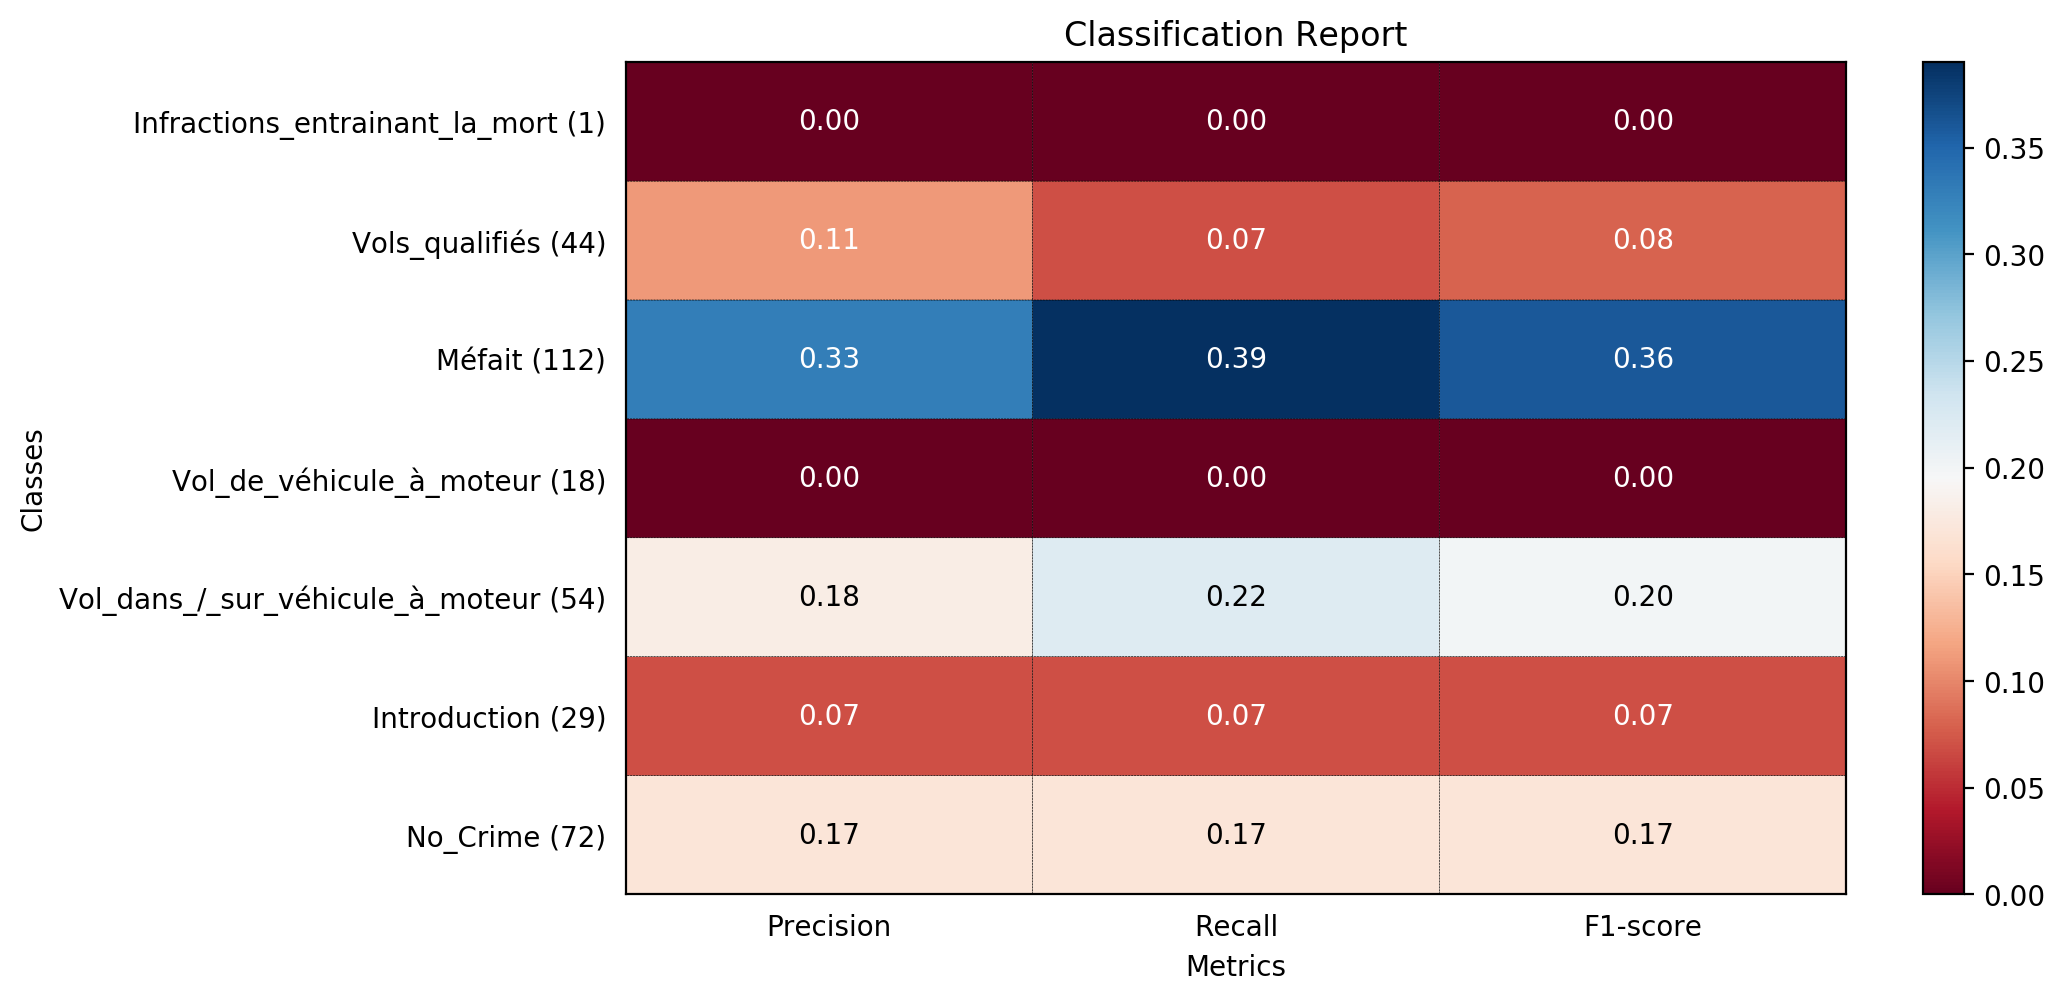 Classification Report
Infractions_entrainant_la_mort (1) 0.00 0.00 0.00
Vols_qualifiés (44) 0.11 0.07 0.08
Méfait (112) 0.33 0.39 0.36
Vol_de_véhicule_à_moteur (18) 0.00 0.00 0.00
Vol_dans_/_sur_véhicule_à_moteur (54) 0.18 0.22 0.20
Introduction (29) 0.07 0.07 0.07
No_Crime (72) 0.17 0.17 0.17
Classes
Precision Recall F1-score
Metrics
0.35
0.30
0.25
0.20
0.15
0.10
0.05
0.00